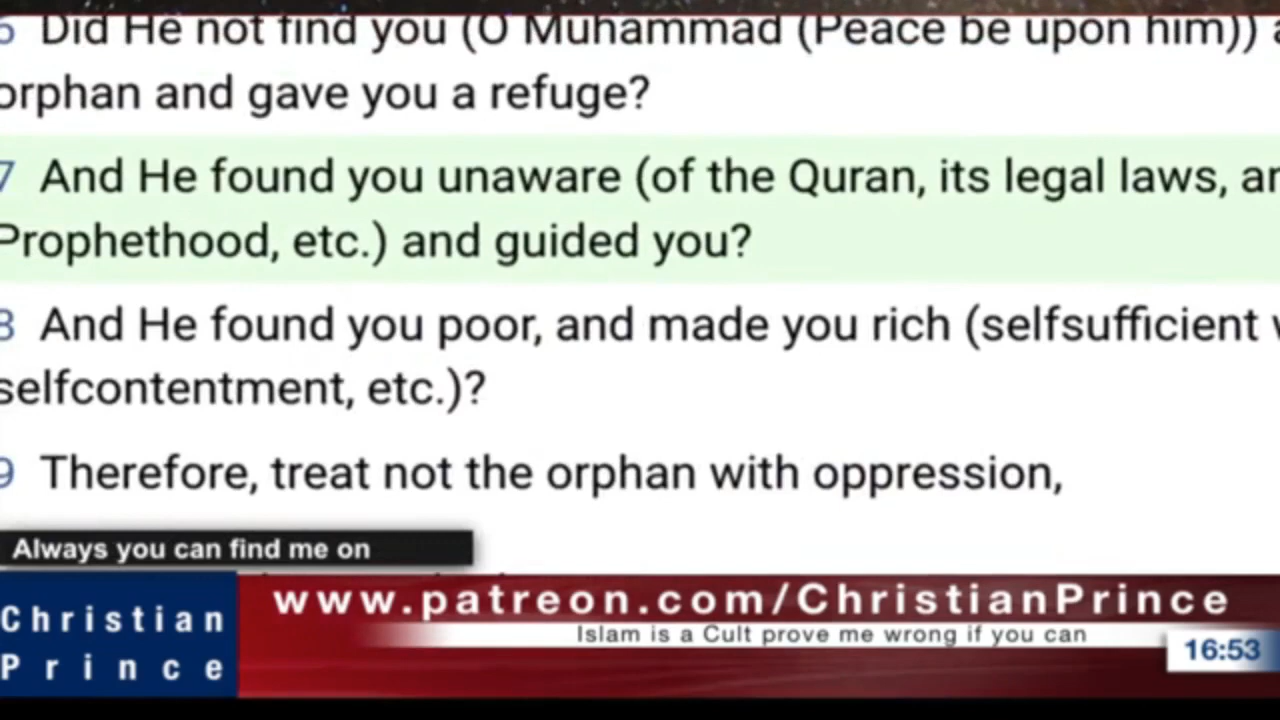 Did He not find you (O Muhammad (Peace be upon him))
orphan and gave you a refuge?
7 And He found you unaware (of the Quran, its legal laws,
Prophethood, etc.) and guided you?
8 And He found you poor, and made you rich (selfsufficient
selfcontentment, etc.)?
9 Therefore, treat not the orphan with oppression,
Always you can find me on
www.patreon.com/ChristianPrince
Islam is a Cult prove me wrong if you can
Christian
Prince
16:53